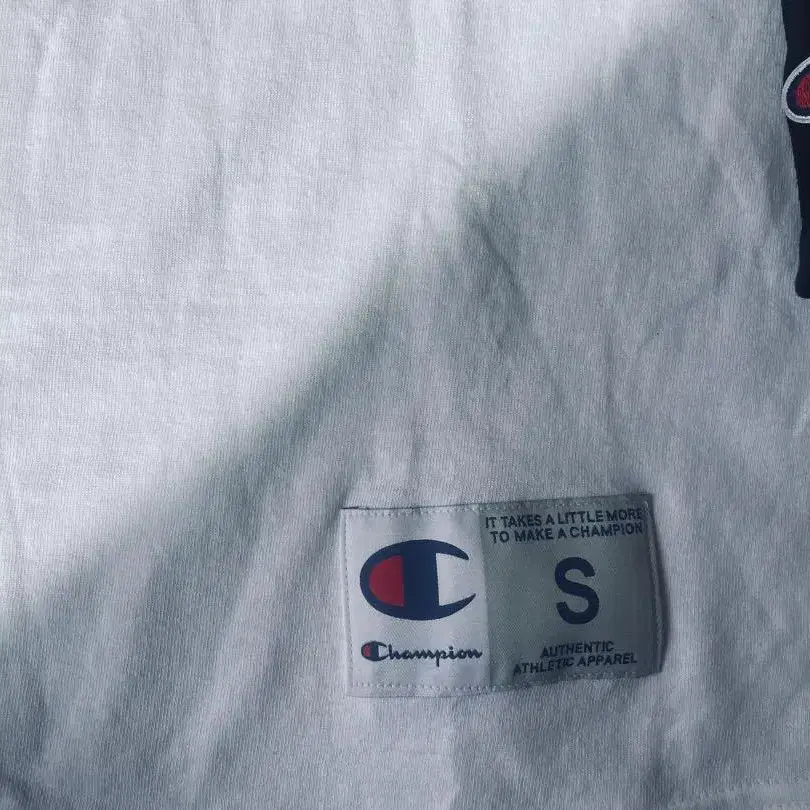 IT TAKES A LITTLE MORE
TO MAKE A CHAMPION
S
Champion
AUTHENTIC
ATHLETIC APPAREL